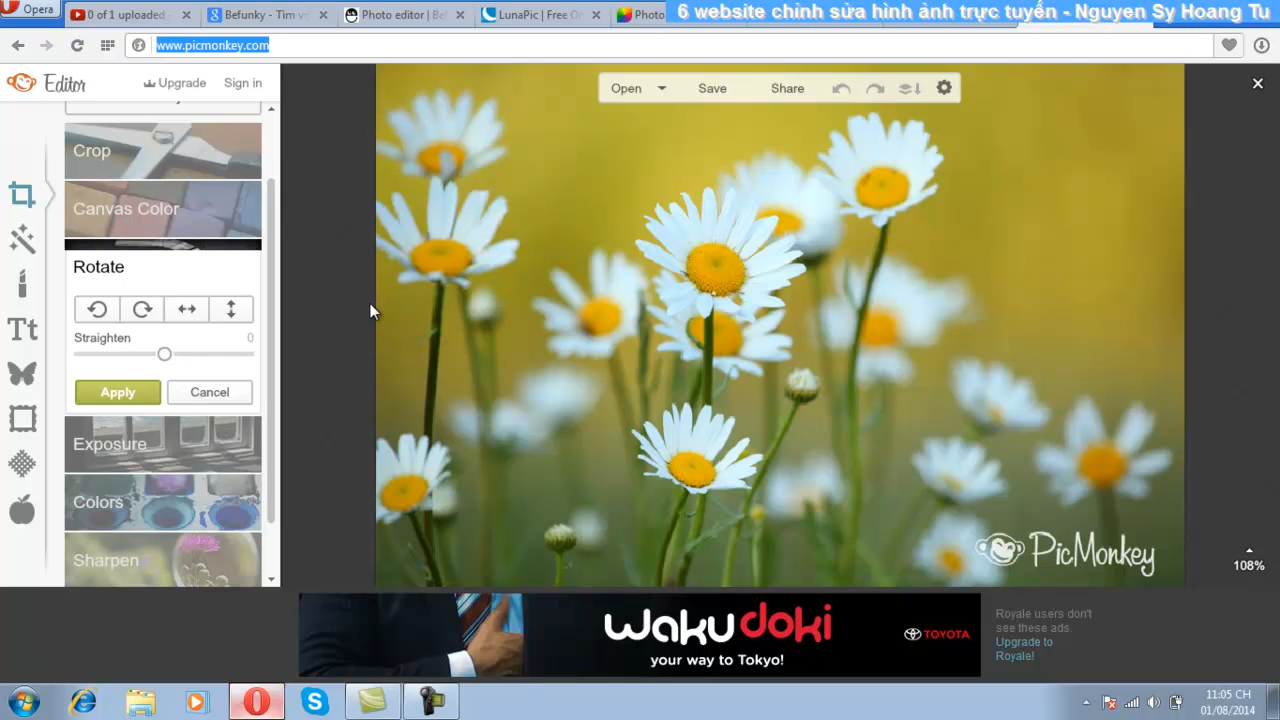 Opera
0 of 1 uploaded
Befunky - Tìm v
Photo editor | Be
LunaPic | Free O
Photo
6 website chỉnh sửa hình ảnh trực tuyến - Nguyen Sy Hoang Tu
www.picmonkey.com
Editor
Upgrade
Sign in
Open
Save
Share
Crop
Canvas Color
Rotate
Straighten
0
Apply
Cancel
Exposure
Colors
Sharpen
PicMonkey
108%
wakudoki
your way to Tokyo!
TOYOTA
Royale users don't
see these ads.
Upgrade to
Royale!
11:05 CH
01/08/2014